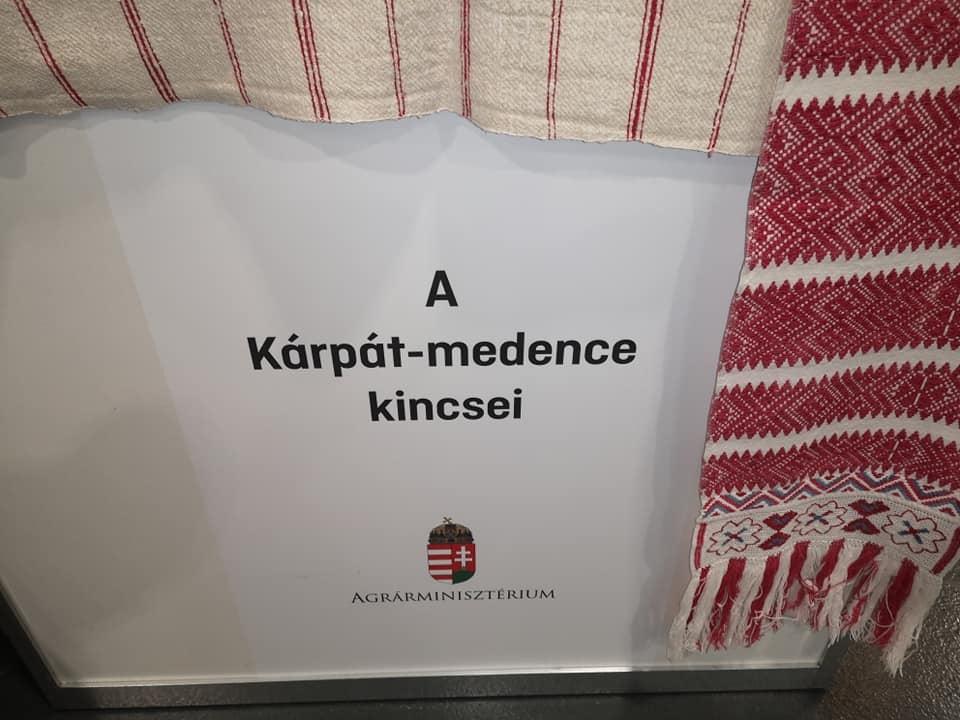 A
Kárpát-medence
kincsei
AGRÁRMINISZTÉRIUM